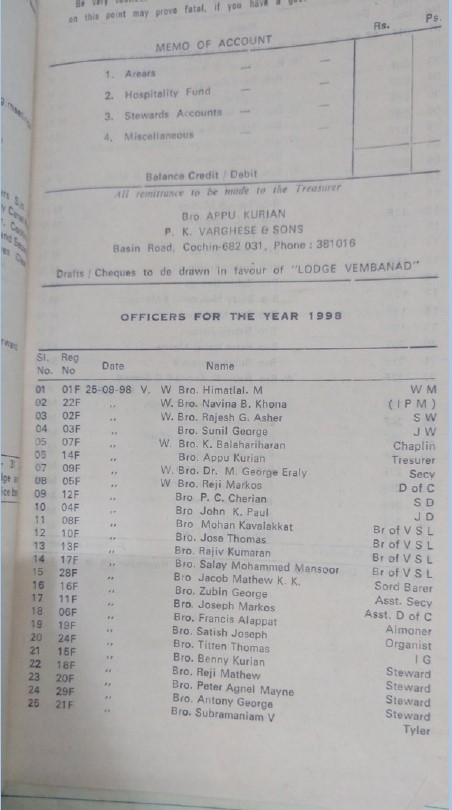 on this point may prove fatal, if you have a
Rs. Ps.
MEMO OF ACCOUNT
1. Arears — —
2. Hospitality Fund — —
3. Stewards Accounts — —
4. Miscellaneous — —
Balance Credit / Debit
All remittance to be made to the Treasurer
Bro APPU KURIAN
P. K. VARGHESE & SONS
Basin Road, Cochin-682 031, Phone : 381016
Drafts / Cheques to de drawn in favour of "LODGE VEMBANAD"
OFFICERS FOR THE YEAR 1998
Sl. No. Reg No Date Name
01 01F 25-09-98 V. W Bro. Himatlal. M W M
02 22F ,, W. Bro. Navina B. Khona (IPM)
03 02F ,, W. Bro. Rajesh G. Asher S W
04 03F ,, Bro. Sunil George J W
05 07F ,, W. Bro. K. Balahariharan Chaplin
05 14F ,, Bro. Appu Kurian Tresurer
07 09F ,, W. Bro. Dr. M. George Eraly Secy
08 05F ,, W Bro. Reji Markos D of C
09 12F ,, Bro P. C. Cherian S D
10 04F ,, Bro John K. Paul J D
11 08F ,, Bro Mohan Kavalakkat Br of V S L
12 10F ,, Bro. Jose Thomas Br of V S L
13 13F ,, Bro. Rajiv Kumaran Br of V S L
14 17F ,, Bro. Salay Mohammed Mansoor Br of V S L
15 28F ,, Bro Jacob Mathew K. K. Sord Barer
16 16F ,, Bro. Zubin George Asst. Secy
17 11F ,, Bro. Joseph Markos Asst. D of C
18 06F ,, Bro. Francis Alappat Almoner
19 19F ,, Bro. Satish Joseph Organist
20 24F ,, Bro. Titten Thomas I G
21 15F ,, Bro. Benny Kurian Steward
22 18F ,, Bro. Reji Mathew Steward
23 20F ,, Bro. Peter Agnel Mayne Steward
24 29F ,, Bro. Antony George Steward
25 21F ,, Bro. Subramaniam V Tyler